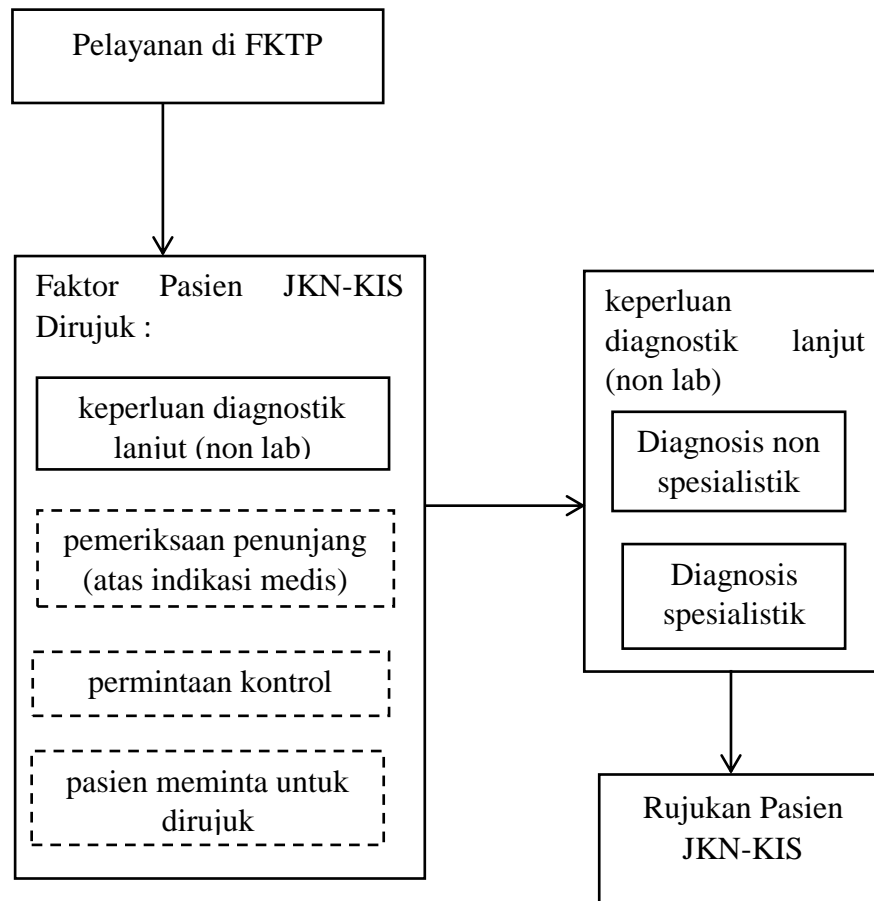 Pelayanan di FKTP
Faktor Pasien JKN-KIS
Dirujuk :
keperluan diagnostik
lanjut (non lab)
pemeriksaan penunjang
(atas indikasi medis)
permintaan kontrol
pasien meminta untuk
dirujuk
keperluan
diagnostik lanjut
(non lab)
Diagnosis non
spesialistik
Diagnosis
spesialistik
Rujukan Pasien
JKN-KIS